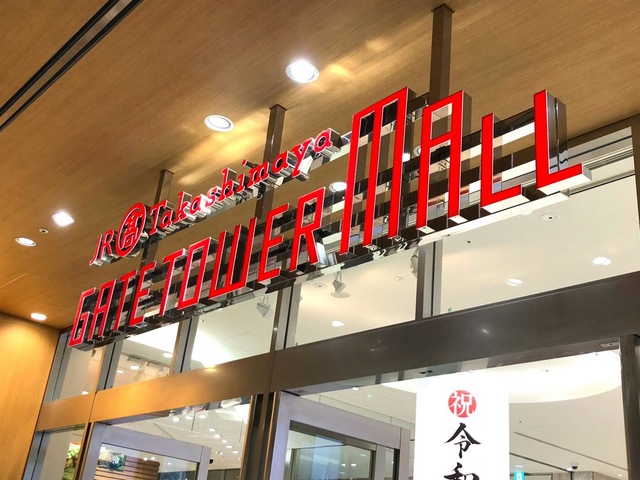 JR 髙 Takashimaya
GATE TOWER MALL
祝
令和